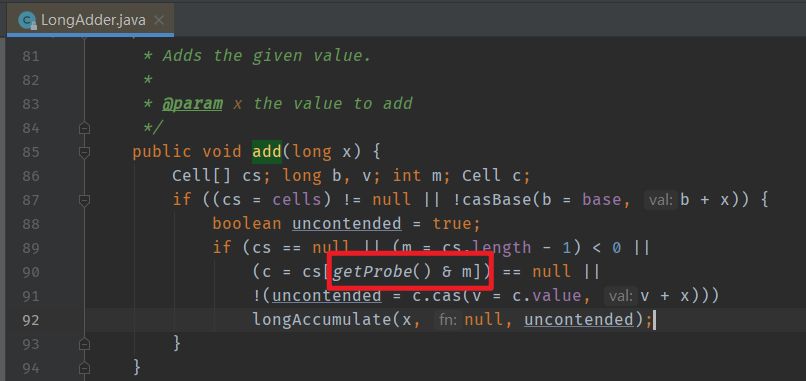 LongAdder.java
81 * Adds the given value.
82 *
83 * @param x the value to add
84 */
85 public void add(long x) {
86 Cell[] cs; long b, v; int m; Cell c;
87 if ((cs = cells) != null || !casBase(b = base, val: b + x)) {
88 boolean uncontended = true;
89 if (cs == null || (m = cs.length - 1) < 0 ||
90 (c = cs[getProbe() & m]) == null ||
91 !(uncontended = c.cas(v = c.value, val: v + x)))
92 longAccumulate(x, fn: null, uncontended);
93 }
94 }